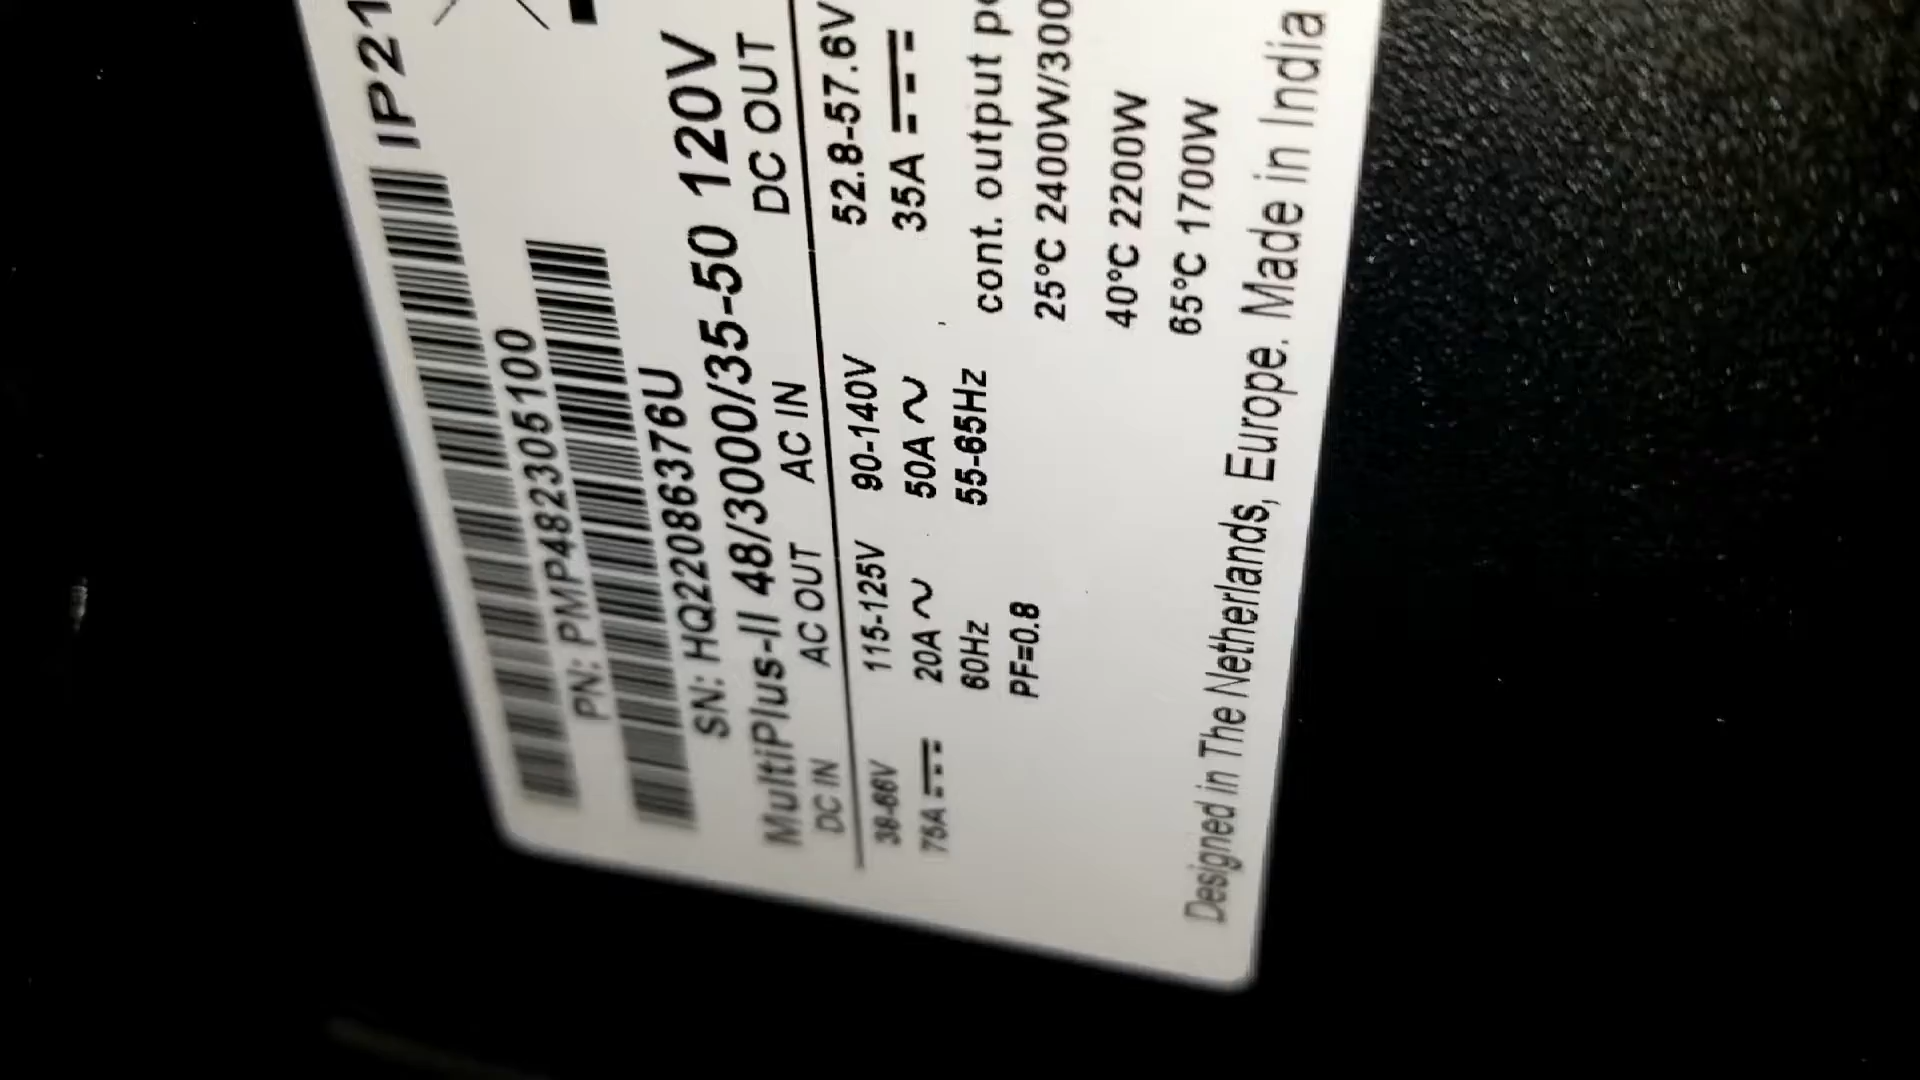 IP21
PN: PMP482305100
SN: HQ22086376U
MultiPlus-II 48/3000/35-50 120V
DC IN AC OUT AC IN DC OUT
38-66V 115-125V 90-140V 52.8-57.6V
75A 20A 50A 35A
60Hz 55-65Hz cont. output
PF=0.8 25°C 2400W/300
40°C 2200W
65°C 1700W
Designed in The Netherlands, Europe. Made in India